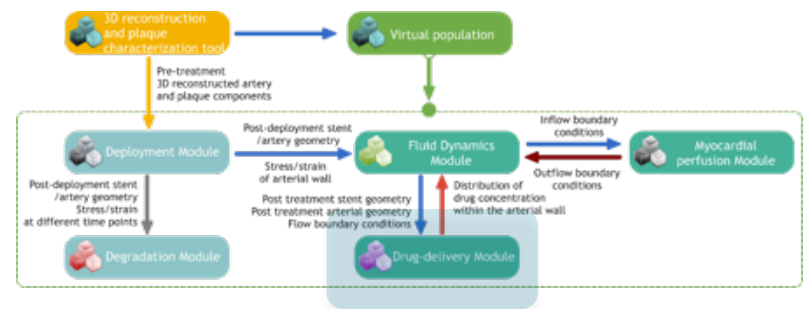 3D reconstruction
and plaque
characterization tool
Virtual population
Pre-treatment
3D reconstructed artery
and plaque components
Deployment Module
Post-deployment stent
/artery geometry
Stress/strain
of arterial wall
Fluid Dynamics
Module
Inflow boundary
conditions
Outflow boundary
conditions
Myocardial
perfusion Module
Post-deployment stent
/artery geometry
Stress/strain
at different time points
Post treatment stent geometry
Post treatment arterial geometry
Flow boundary conditions
Distribution of
drug concentration
within the arterial wall
Degradation Module
Drug-delivery Module